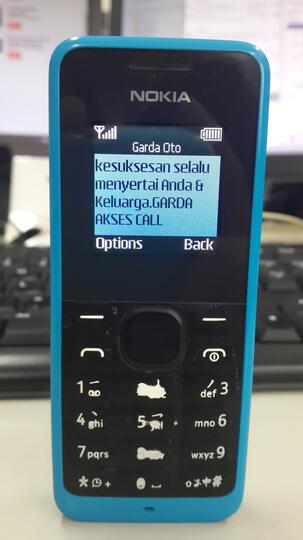 NOKIA
Garda Oto
kesuksesan selalu
menyertai Anda &
Keluarga.GARDA
AKSES CALL
Options Back
1
def 3
4 ghi 5 mno 6
7 pqrs wxyz 9
* + #